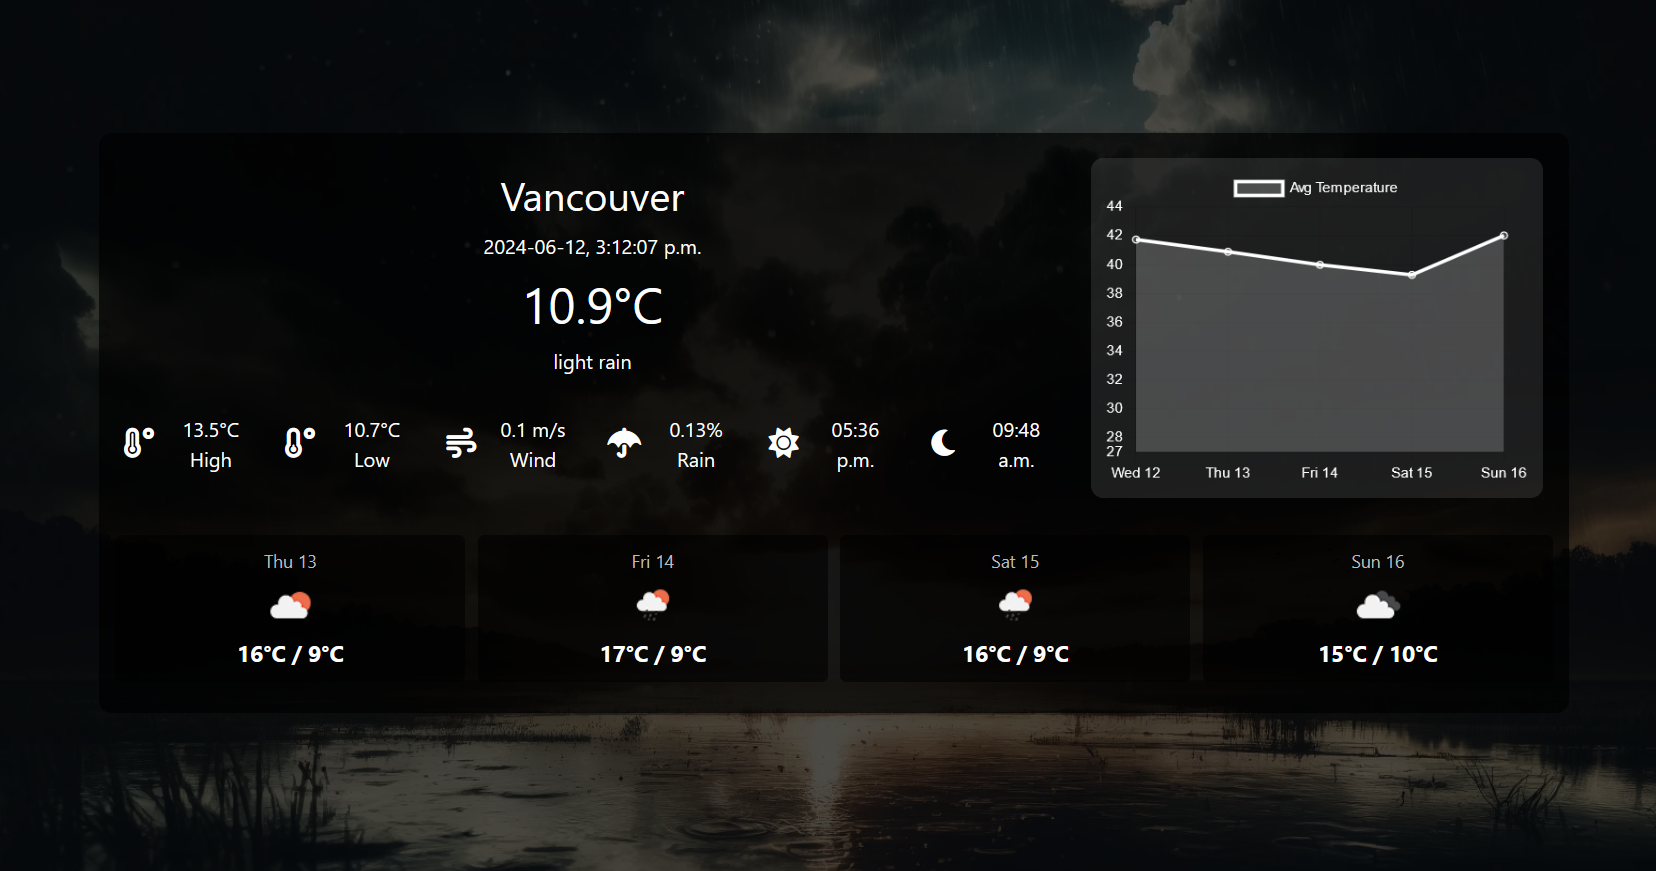 Vancouver
2024-06-12, 3:12:07 p.m.
10.9°C
light rain
13.5°C
High
10.7°C
Low
0.1 m/s
Wind
0.13%
Rain
05:36
p.m.
09:48
a.m.
Avg Temperature
44
42
40
38
36
34
32
30
28
27
Wed 12 Thu 13 Fri 14 Sat 15 Sun 16
Thu 13
16°C / 9°C
Fri 14
17°C / 9°C
Sat 15
16°C / 9°C
Sun 16
15°C / 10°C